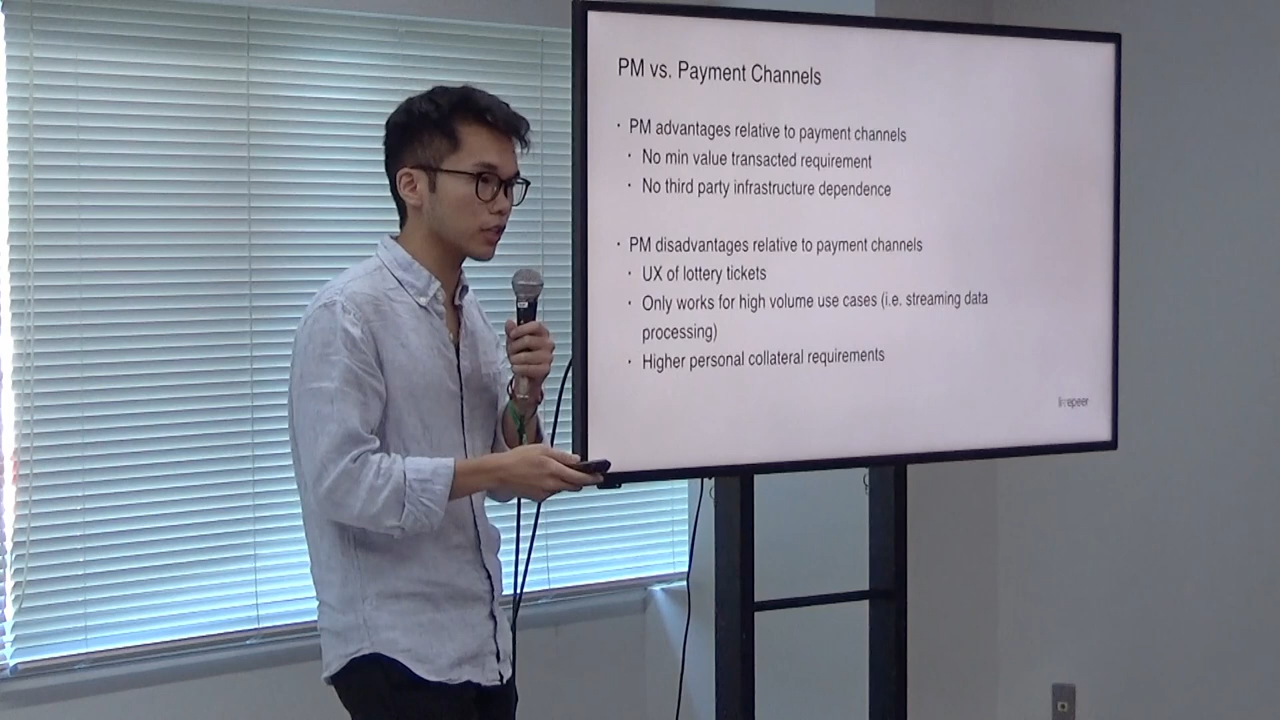 PM vs. Payment Channels
· PM advantages relative to payment channels
· No min value transacted requirement
· No third party infrastructure dependence
· PM disadvantages relative to payment channels
· UX of lottery tickets
· Only works for high volume use cases (i.e. streaming data
processing)
· Higher personal collateral requirements
livepeer